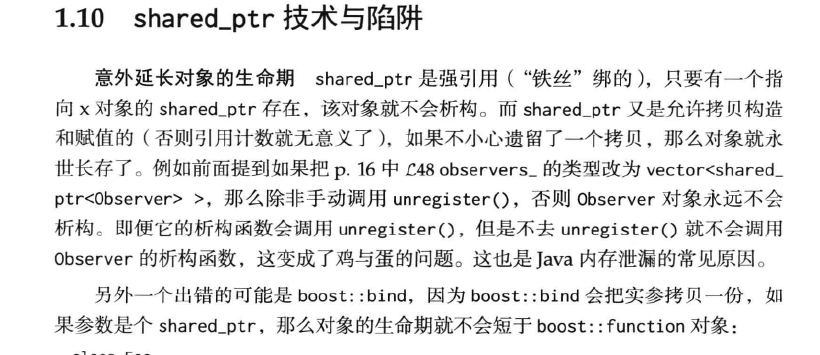 1.10 shared_ptr 技术与陷阱
意外延长对象的生命期 shared_ptr 是强引用（“铁丝”绑的），只要有一个指
向 x 对象的 shared_ptr 存在，该对象就不会析构。而 shared_ptr 又是允许拷贝构造
和赋值的（否则引用计数就无意义了），如果不小心遗留了一个拷贝，那么对象就永
世长存了。例如前面提到如果把 p. 16 中 L48 observers_ 的类型改为 vector<shared_
ptr<Observer> >，那么除非手动调用 unregister()，否则 Observer 对象永远不会
析构。即便它的析构函数会调用 unregister()，但是不去 unregister() 就不会调用
Observer 的析构函数，这变成了鸡与蛋的问题。这也是 Java 内存泄漏的常见原因。
另外一个出错的可能是 boost::bind，因为 boost::bind 会把实参拷贝一份，如
果参数是个 shared_ptr，那么对象的生命期就不会短于 boost::function 对象：